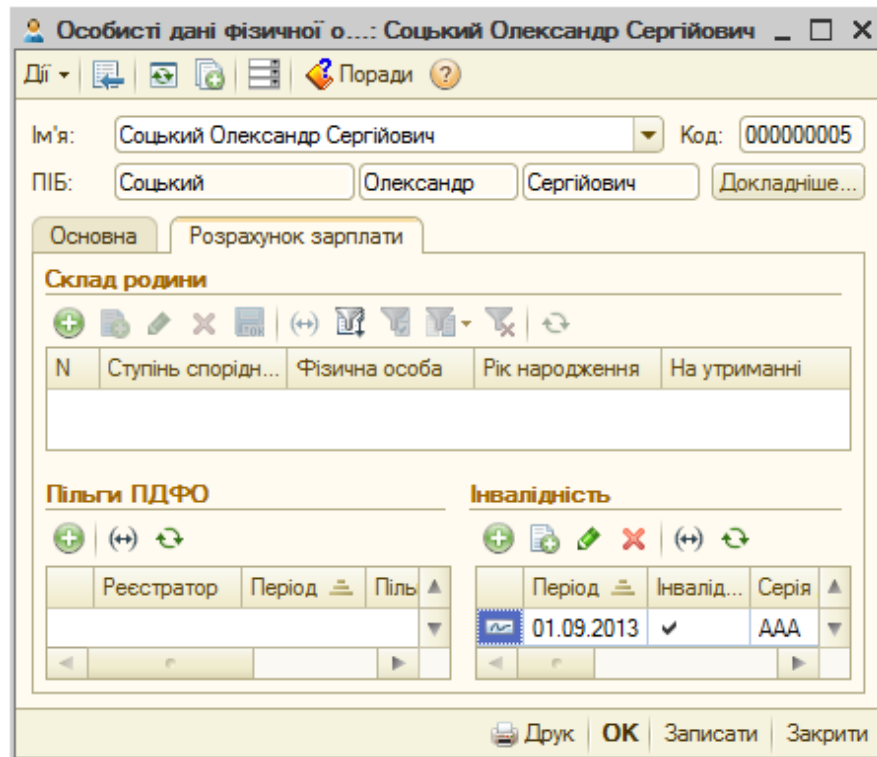 Особисті дані фізичної о...: Соцький Олександр Сергійович
Дії Поради
Ім'я: Соцький Олександр Сергійович Код: 000000005
ПІБ: Соцький Олександр Сергійович Докладніше...
Основна Розрахунок зарплати
Склад родини
N Ступінь спорідн... Фізична особа Рік народження На утриманні
Пільги ПДФО Інвалідність
Реєстратор Період Піль Період Інвалід... Серія
01.09.2013 ААА
Друк ОК Записати Закрити